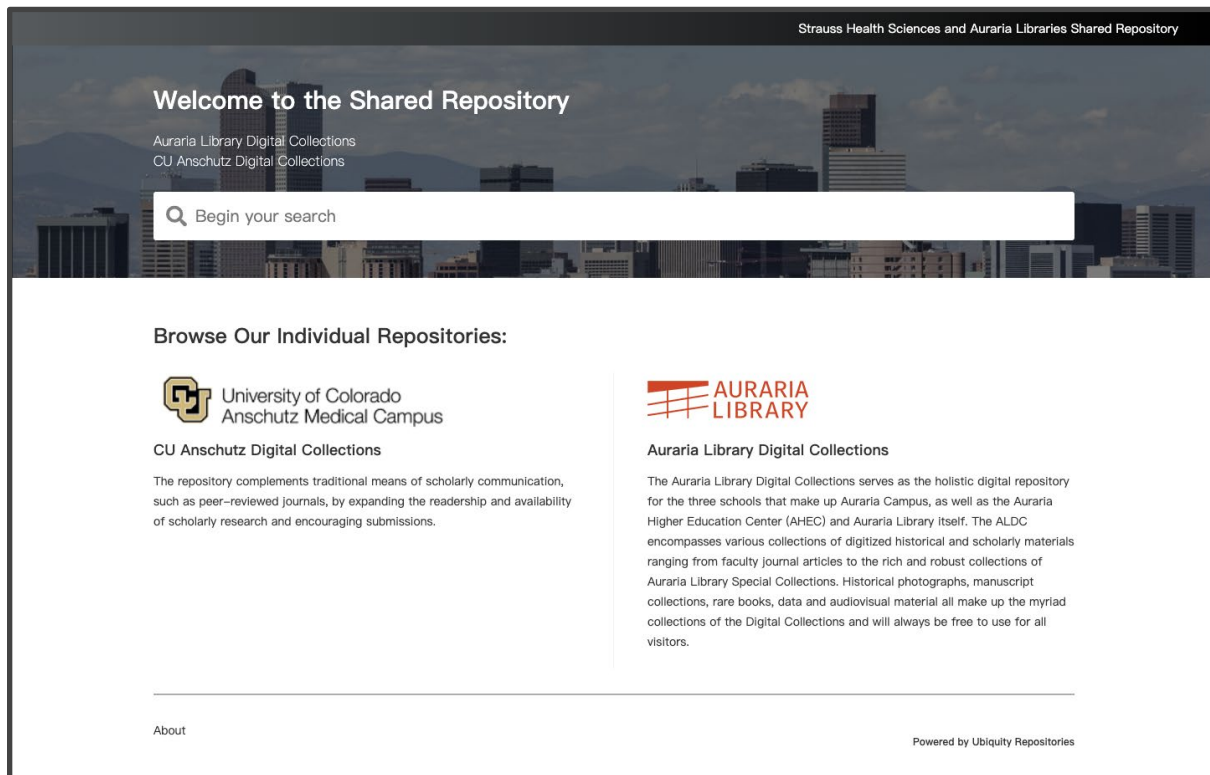 Strauss Health Sciences and Auraria Libraries Shared Repository
Welcome to the Shared Repository
Auraria Library Digital Collections
CU Anschutz Digital Collections
Begin your search
Browse Our Individual Repositories:
CU
University of Colorado
Anschutz Medical Campus
CU Anschutz Digital Collections
The repository complements traditional means of scholarly communication,
such as peer-reviewed journals, by expanding the readership and availability
of scholarly research and encouraging submissions.
AURARIA
LIBRARY
Auraria Library Digital Collections
The Auraria Library Digital Collections serves as the holistic digital repository
for the three schools that make up Auraria Campus, as well as the Auraria
Higher Education Center (AHEC) and Auraria Library itself. The ALDC
encompasses various collections of digitized historical and scholarly materials
ranging from faculty journal articles to the rich and robust collections of
Auraria Library Special Collections. Historical photographs, manuscript
collections, rare books, data and audiovisual material all make up the myriad
collections of the Digital Collections and will always be free to use for all
visitors.
About
Powered by Ubiquity Repositories